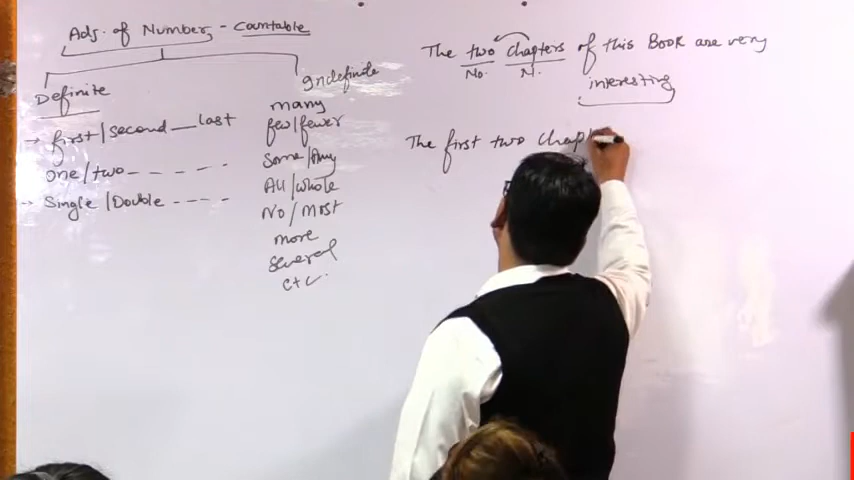 Adj. of Number - Countable
Definite
→ first/second __ last
one/two - - - - - -
→ Single/Double - - - -
Indefinite
many
few/fewer
Some/Any
All/whole
No/Most
more
several
etc.
The two chapters of this Book are very
No. N.
interesting
The first two chap